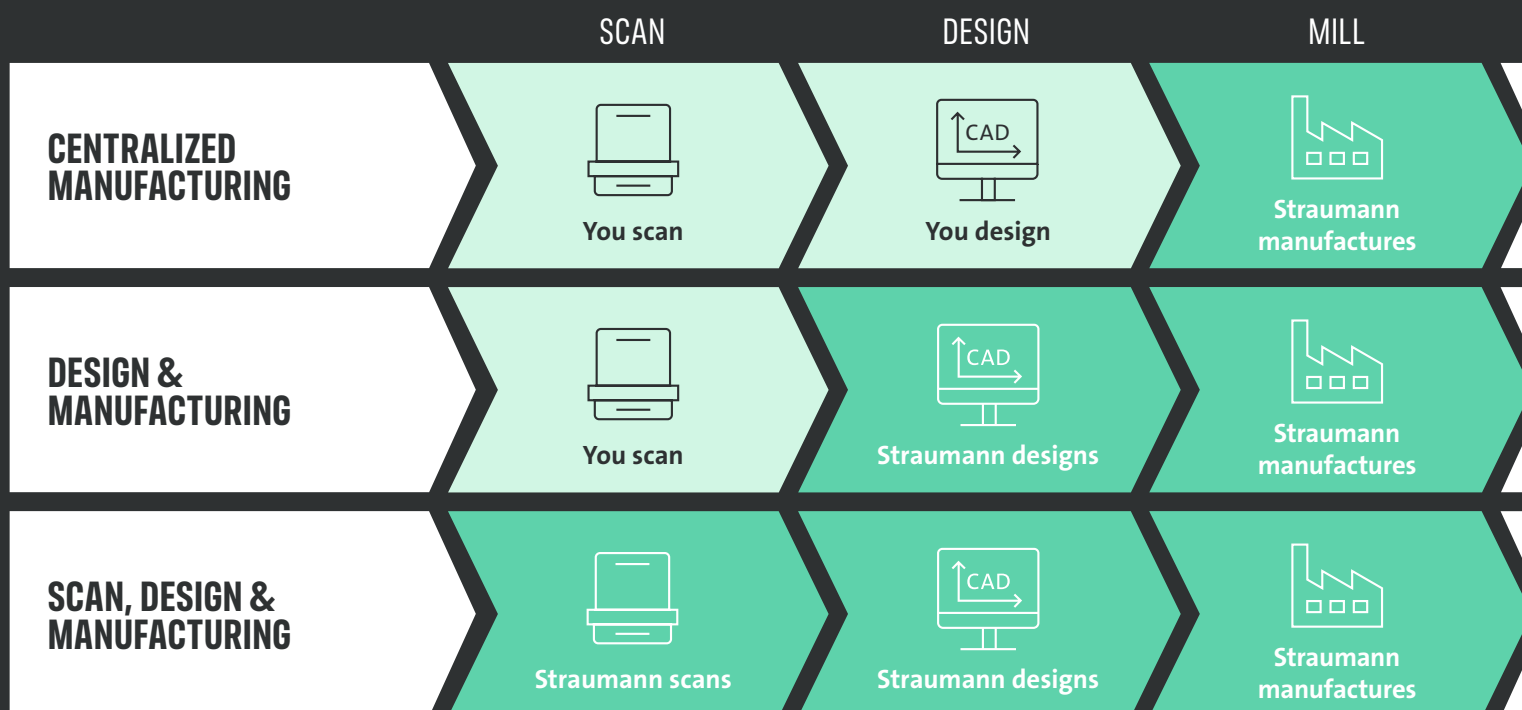 SCAN DESIGN MILL
CENTRALIZED
MANUFACTURING
CAD
You scan
You design
Straumann
manufactures
DESIGN &
MANUFACTURING
CAD
You scan
Straumann designs
Straumann
manufactures
SCAN, DESIGN &
MANUFACTURING
CAD
Straumann scans
Straumann designs
Straumann
manufactures